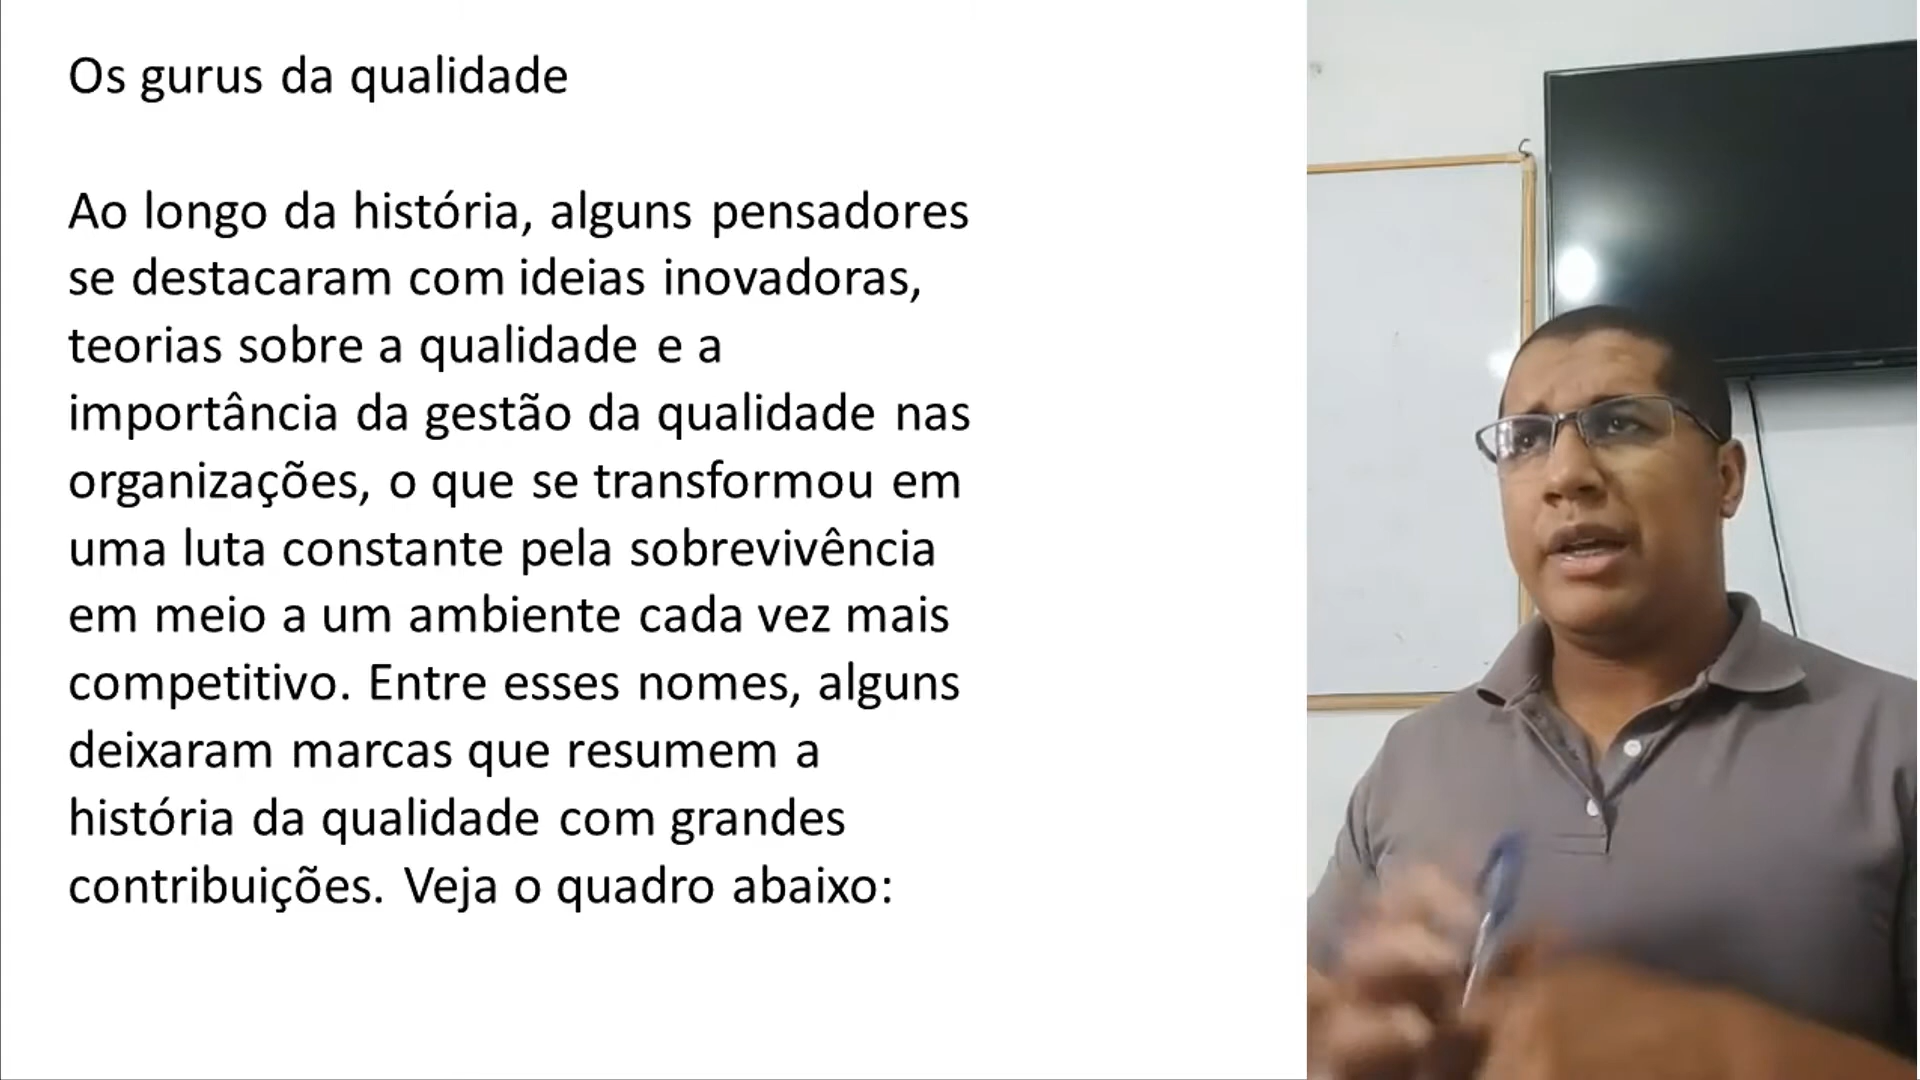 Os gurus da qualidade
Ao longo da história, alguns pensadores
se destacaram com ideias inovadoras,
teorias sobre a qualidade e a
importância da gestão da qualidade nas
organizações, o que se transformou em
uma luta constante pela sobrevivência
em meio a um ambiente cada vez mais
competitivo. Entre esses nomes, alguns
deixaram marcas que resumem a
história da qualidade com grandes
contribuições. Veja o quadro abaixo: